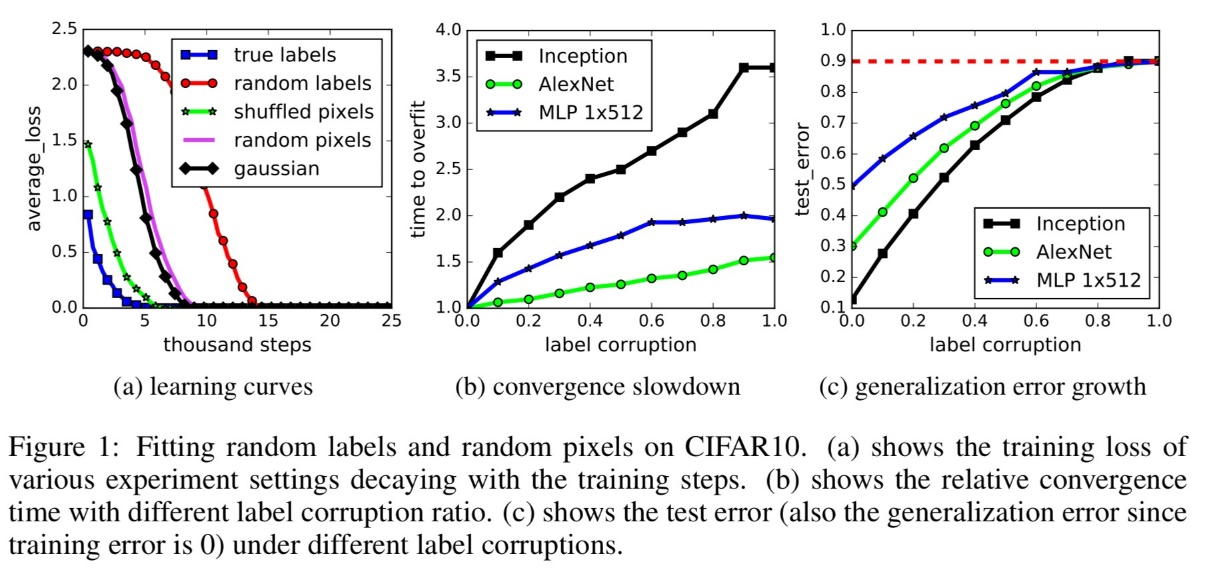 2.5
2.0
1.5
1.0
0.5
0.0
average_loss
true labels
random labels
shuffled pixels
random pixels
gaussian
0 5 10 15 20 25
thousand steps
(a) learning curves
4.0
3.5
3.0
2.5
2.0
1.5
1.0
time to overfit
Inception
AlexNet
MLP 1x512
0.0 0.2 0.4 0.6 0.8 1.0
label corruption
(b) convergence slowdown
1.0
0.9
0.8
0.7
0.6
0.5
0.4
0.3
0.2
0.1
test_error
Inception
AlexNet
MLP 1x512
0.0 0.2 0.4 0.6 0.8 1.0
label corruption
(c) generalization error growth
Figure 1: Fitting random labels and random pixels on CIFAR10. (a) shows the training loss of
various experiment settings decaying with the training steps. (b) shows the relative convergence
time with different label corruption ratio. (c) shows the test error (also the generalization error since
training error is 0) under different label corruptions.